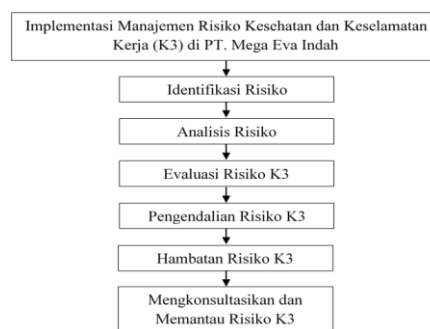 Implementasi Manajemen Risiko Kesehatan dan Keselamatan
Kerja (K3) di PT. Mega Eva Indah
Identifikasi Risiko
Analisis Risiko
Evaluasi Risiko K3
Pengendalian Risiko K3
Hambatan Risiko K3
Mengkonsultasikan dan
Memantau Risiko K3